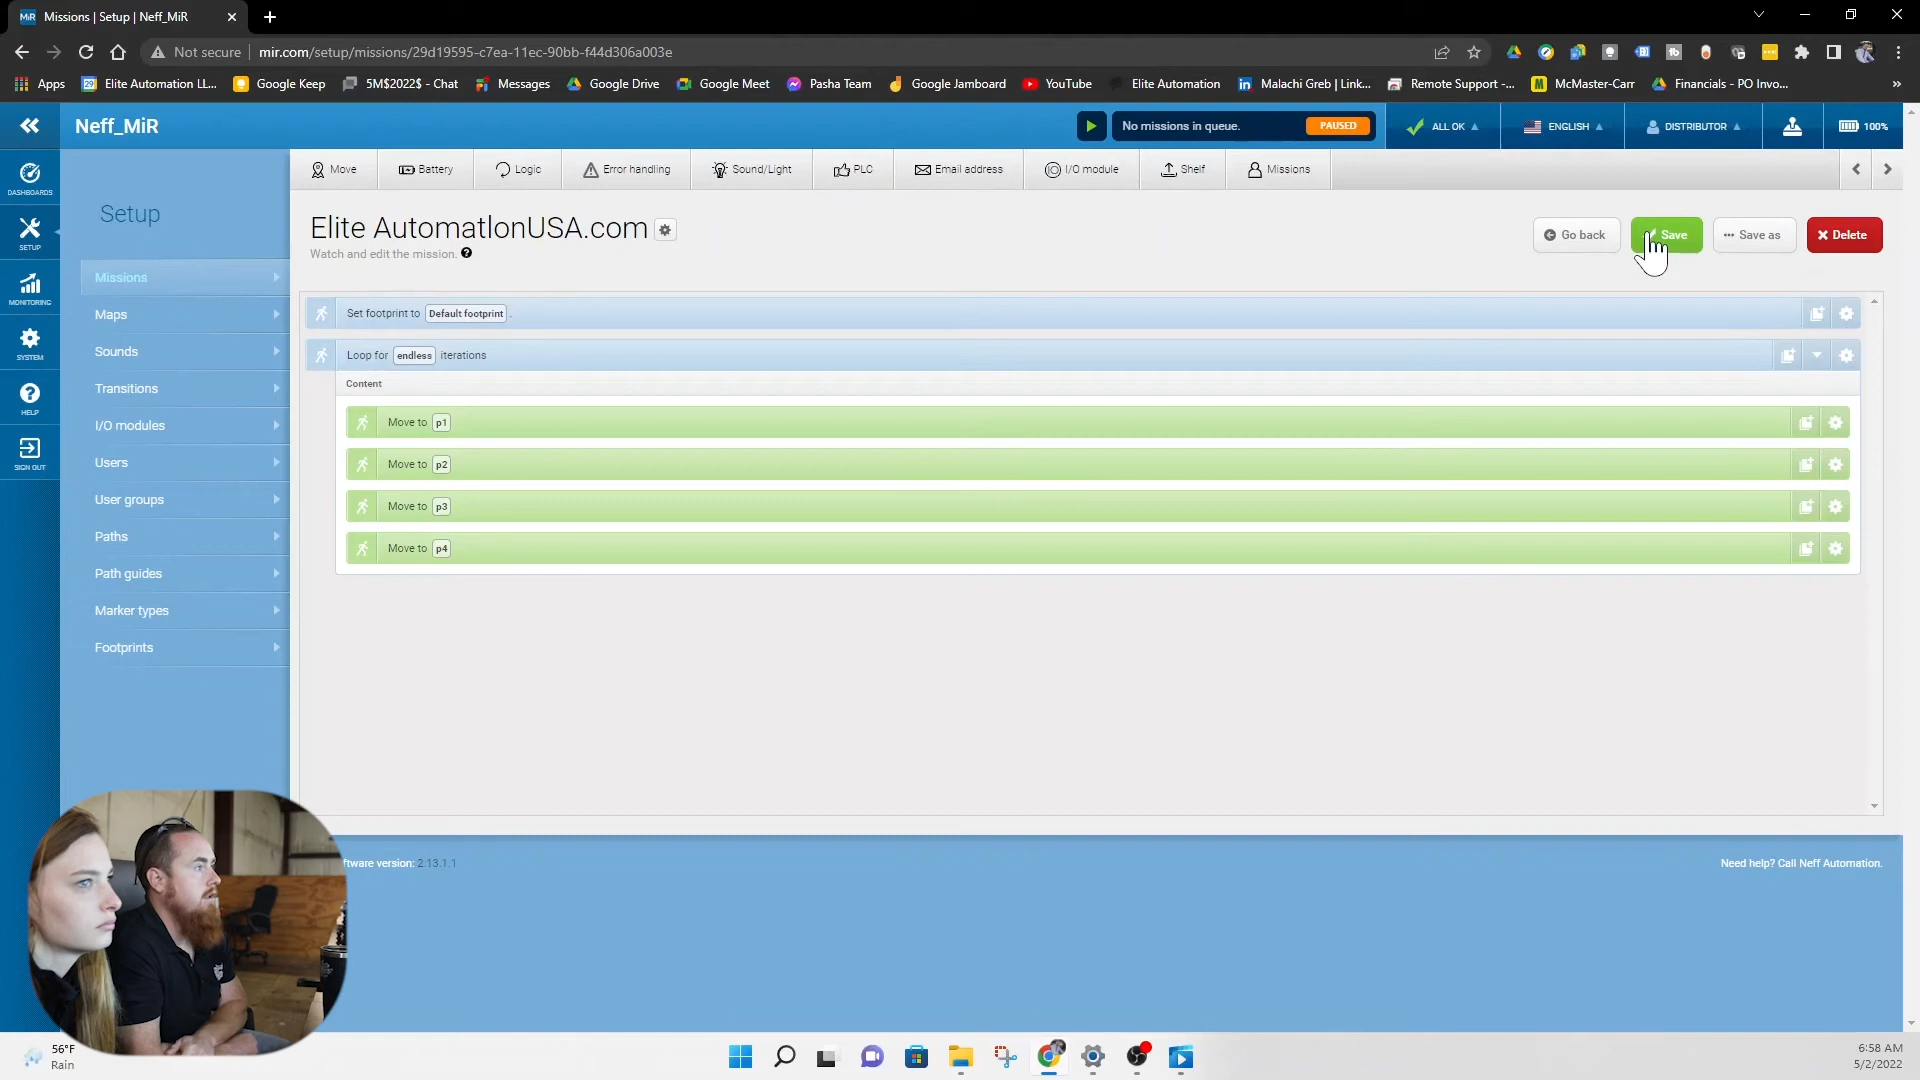 Missions | Setup | Neff_MiR
Not secure mir.com/setup/missions/29d19595-c7ea-11ec-90bb-f44d306a003e
Apps Elite Automation LL... Google Keep 5M$2022$ - Chat Messages Google Drive Google Meet Pasha Team Google Jamboard YouTube Elite Automation Malachi Greb | Link... Remote Support -... McMaster-Carr Financials - PO Invo...
Neff_MiR No missions in queue. PAUSED ALL OK ENGLISH DISTRIBUTOR 100%
DASHBOARDS
SETUP
MONITORING
SYSTEM
HELP
SIGN OUT
Setup
Missions
Maps
Sounds
Transitions
I/O modules
Users
User groups
Paths
Path guides
Marker types
Footprints
Move Battery Logic Error handling Sound/Light PLC Email address I/O module Shelf Missions
Elite AutomatIonUSA.com
Watch and edit the mission.
Go back Save Save as Delete
Set footprint to Default footprint .
Loop for endless iterations
Content
Move to p1
Move to p2
Move to p3
Move to p4
ftware version: 2.13.1.1
Need help? Call Neff Automation.
56°F
Rain
6:58 AM
5/2/2022